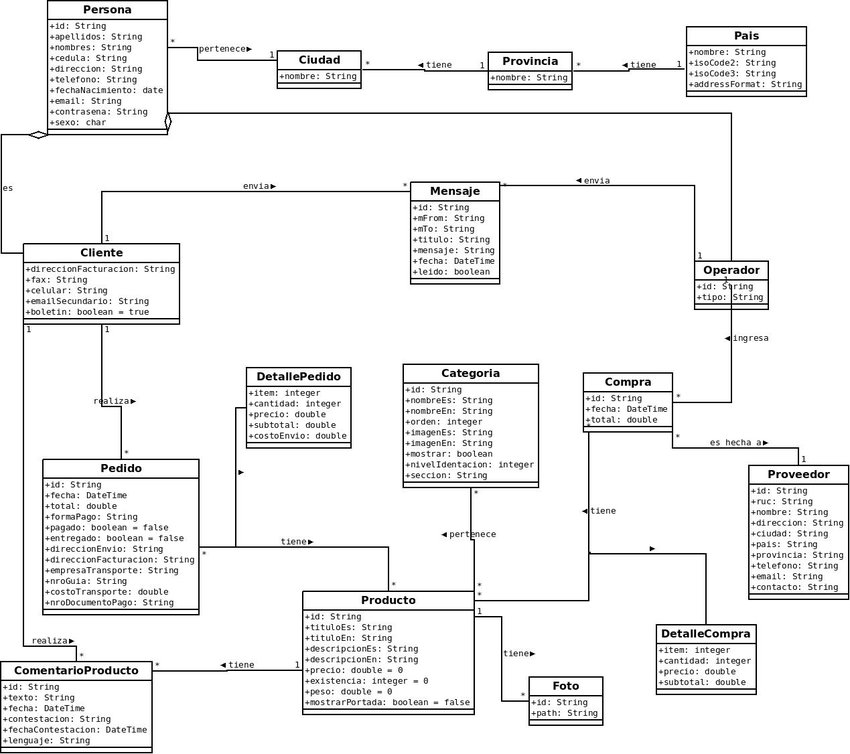 Persona
+id: String
+apellidos: String
+nombres: String
+cedula: String
+direccion: String
+telefono: String
+fechaNacimiento: date
+email: String
+contrasena: String
+sexo: char
*
pertenece►
1
Ciudad
+nombre: String
*
◄ tiene
1
Provincia
+nombre: String
*
◄ tiene
1
Pais
+nombre: String
+isoCode2: String
+isoCode3: String
+addressFormat: String
es
envia►
*
Mensaje
+id: String
+mFrom: String
+mTo: String
+titulo: String
+mensaje: String
+fecha: DateTime
+leido: boolean
*
◄ envia
1
1
Cliente
+direccionFacturacion: String
+fax: String
+celular: String
+emailSecundario: String
+boletin: boolean = true
1
1
Operador
+id: String
+tipo: String
1
◄ ingresa
realiza►
*
DetallePedido
+item: integer
+cantidad: integer
+precio: double
+subtotal: double
+costoEnvio: double
►
Categoria
+id: String
+nombreEs: String
+nombreEn: String
+orden: integer
+imagenEs: String
+imagenEn: String
+mostrar: boolean
+nivelIdentacion: integer
+seccion: String
*
◄ pertenece
*
*
Compra
+id: String
+fecha: DateTime
+total: double
*
*
*
es hecha a►
1
Proveedor
+id: String
+ruc: String
+nombre: String
+direccion: String
+ciudad: String
+pais: String
+provincia: String
+telefono: String
+email: String
+contacto: String
◄ tiene
►
Pedido
+id: String
+fecha: DateTime
+total: double
+formaPago: String
+pagado: boolean = false
+entregado: boolean = false
+direccionEnvio: String
+direccionFacturacion: String
+empresaTransporte: String
+nroGuia: String
+costoTransporte: double
+nroDocumentoPago: String
*
tiene►
*
Producto
+id: String
+tituloEs: String
+tituloEn: String
+descripcionEs: String
+descripcionEn: String
+precio: double = 0
+existencia: integer = 0
+peso: double = 0
+mostrarPortada: boolean = false
1
tiene►
*
Foto
+id: String
+path: String
DetalleCompra
+item: integer
+cantidad: integer
+precio: double
+subtotal: double
realiza►
*
ComentarioProducto
+id: String
+texto: String
+fecha: DateTime
+contestacion: String
+fechaContestacion: DateTime
+lenguaje: String
*
◄ tiene
1